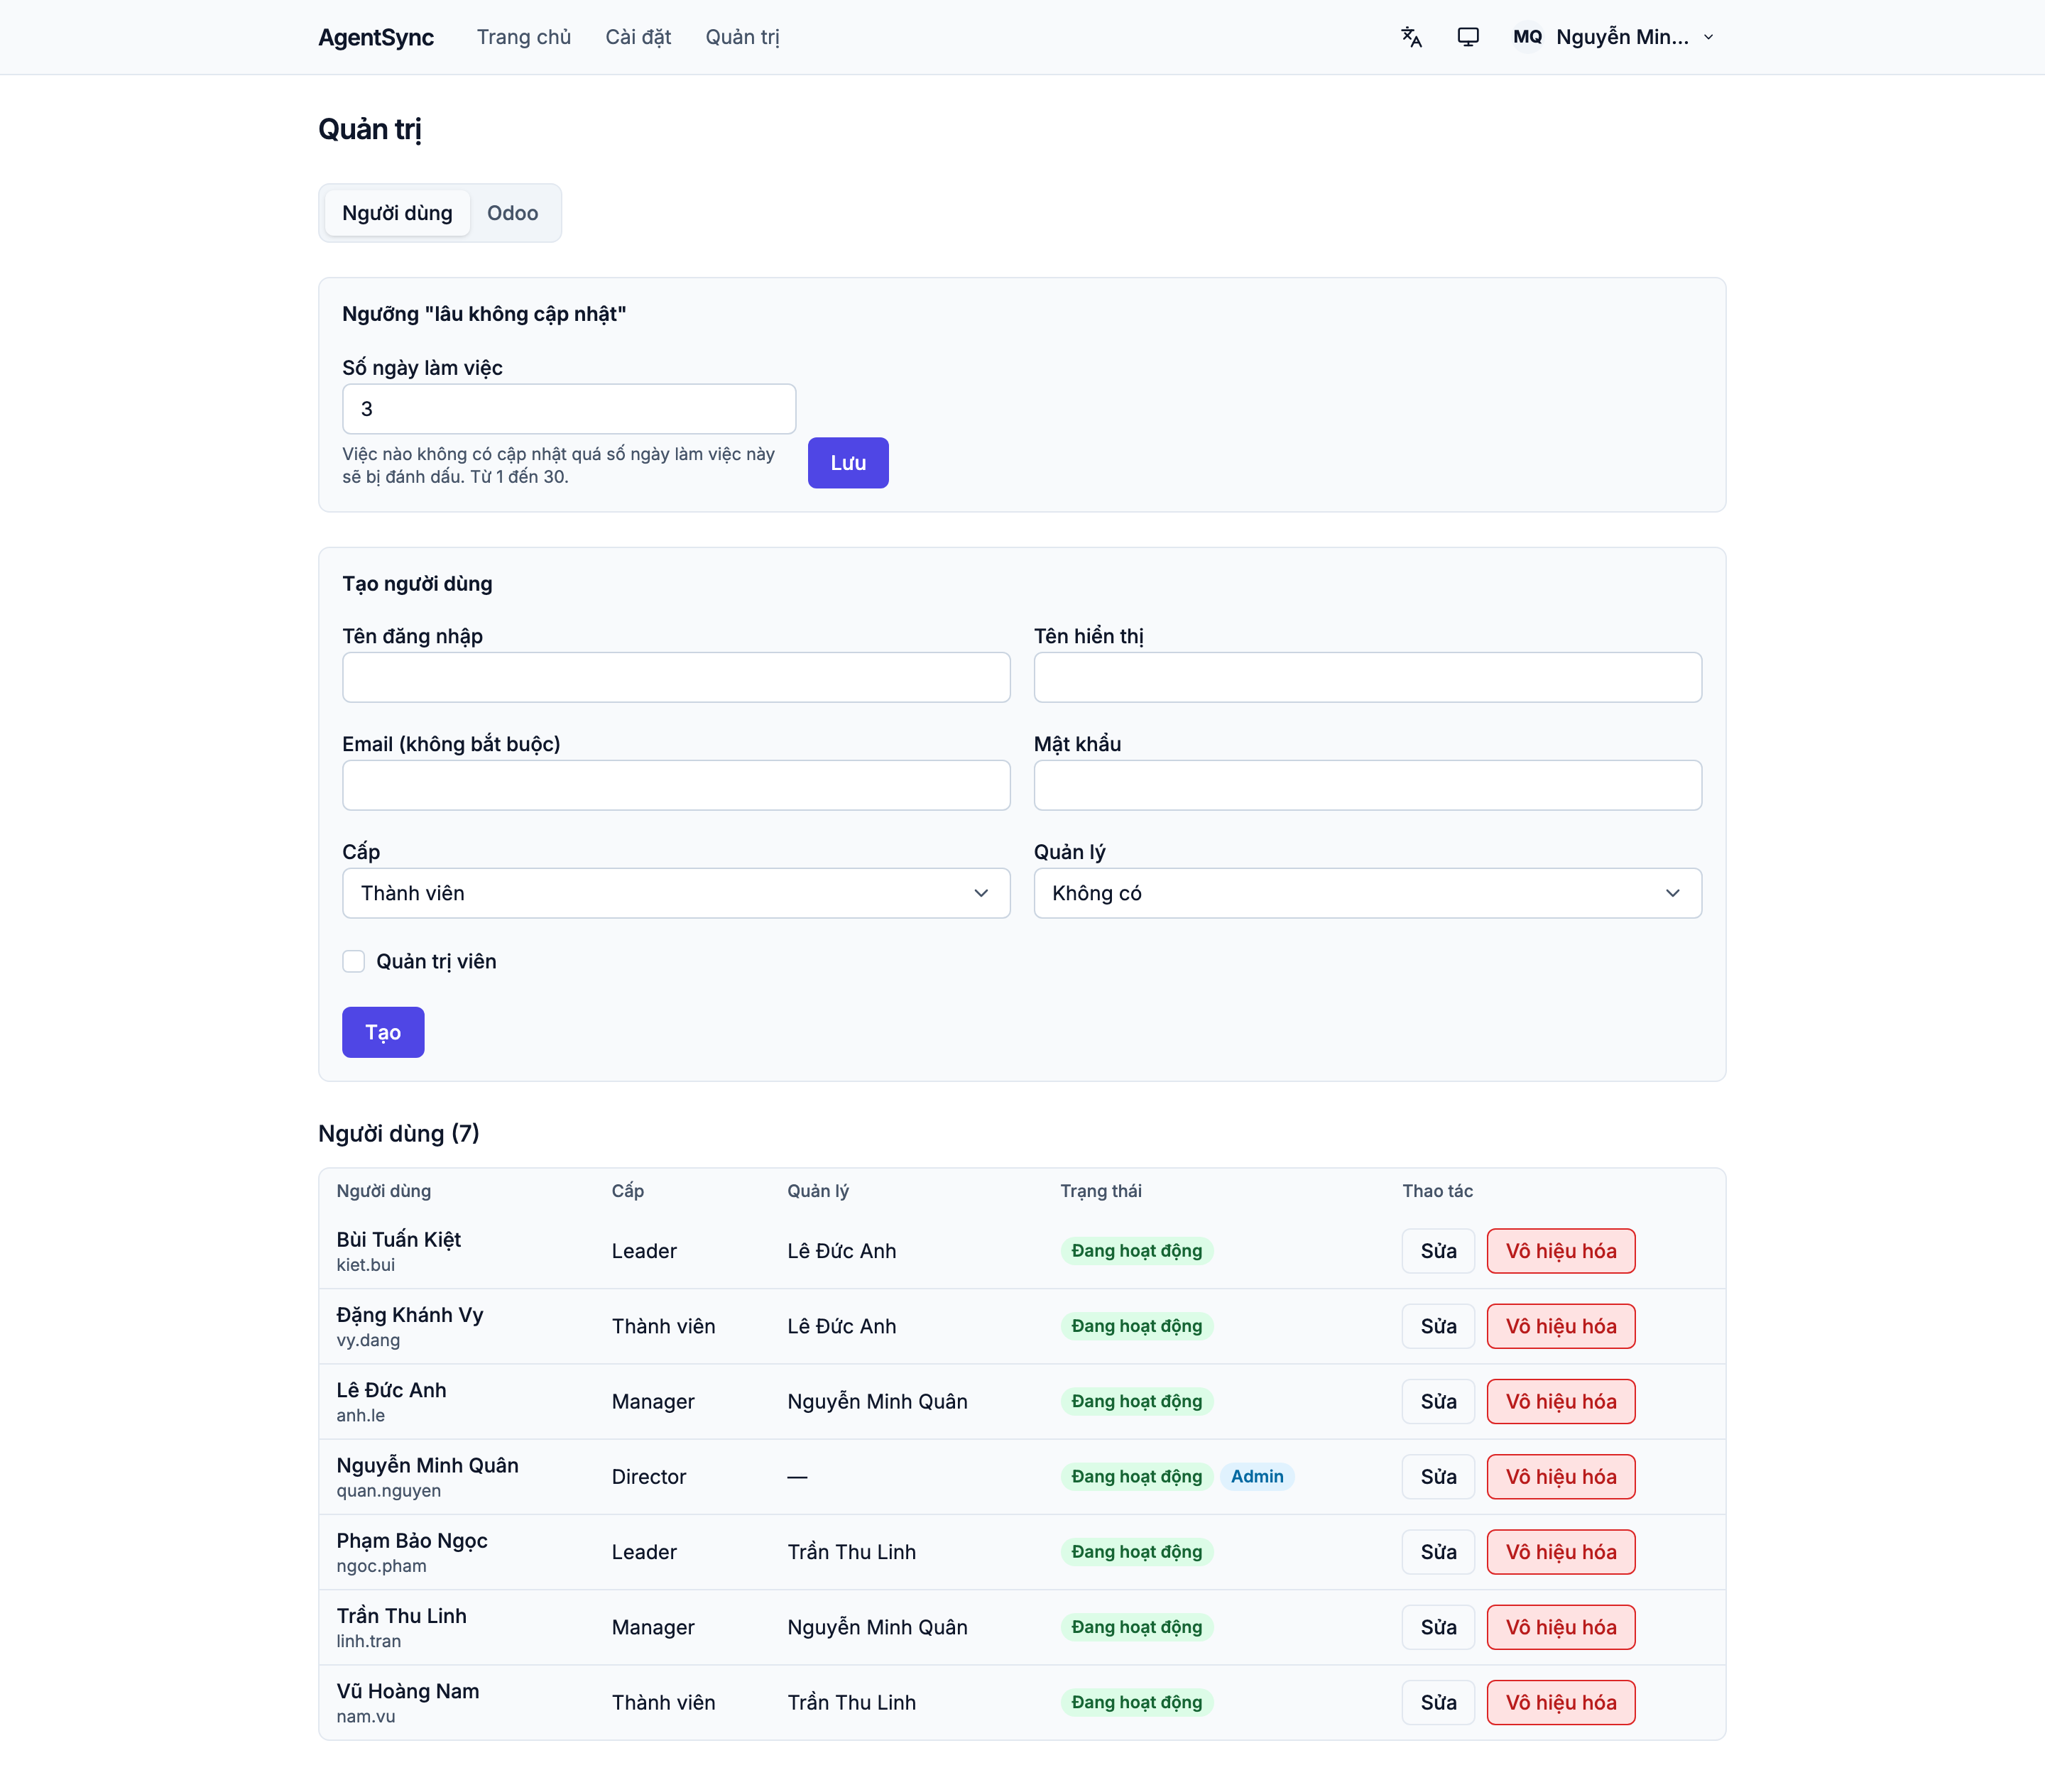 AgentSync Trang chủ Cài đặt Quản trị MQ Nguyễn Min...
Quản trị
Người dùng Odoo
Ngưỡng "lâu không cập nhật"
Số ngày làm việc
3
Việc nào không có cập nhật quá số ngày làm việc này
sẽ bị đánh dấu. Từ 1 đến 30.
Lưu
Tạo người dùng
Tên đăng nhập Tên hiển thị
Email (không bắt buộc) Mật khẩu
Cấp Quản lý
Thành viên Không có
Quản trị viên
Tạo
Người dùng (7)
Người dùng Cấp Quản lý Trạng thái Thao tác
Bùi Tuấn Kiệt
kiet.bui
Leader Lê Đức Anh Đang hoạt động Sửa Vô hiệu hóa
Đặng Khánh Vy
vy.dang
Thành viên Lê Đức Anh Đang hoạt động Sửa Vô hiệu hóa
Lê Đức Anh
anh.le
Manager Nguyễn Minh Quân Đang hoạt động Sửa Vô hiệu hóa
Nguyễn Minh Quân
quan.nguyen
Director — Đang hoạt động Admin Sửa Vô hiệu hóa
Phạm Bảo Ngọc
ngoc.pham
Leader Trần Thu Linh Đang hoạt động Sửa Vô hiệu hóa
Trần Thu Linh
linh.tran
Manager Nguyễn Minh Quân Đang hoạt động Sửa Vô hiệu hóa
Vũ Hoàng Nam
nam.vu
Thành viên Trần Thu Linh Đang hoạt động Sửa Vô hiệu hóa